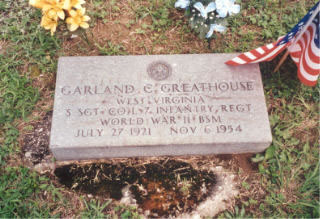 GARLAND C. GREATHOUSE
WEST VIRGINIA
S SGT CO L 7 INFANTRY REGT
WORLD WAR II BSM
JULY 27 1921 NOV 6 1954